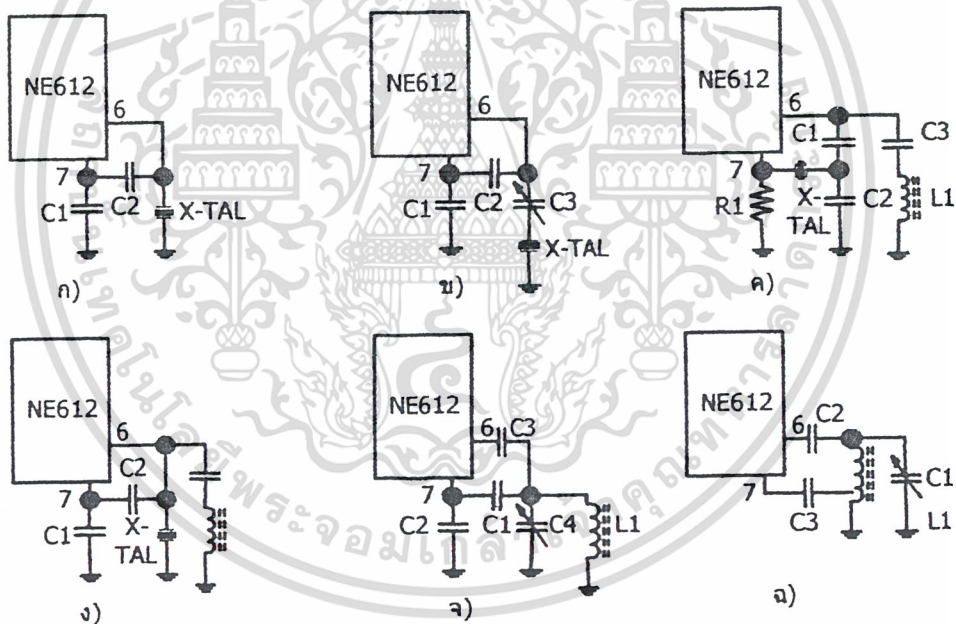 NE612
6
7
C1
C2
X-TAL
ก)
NE612
6
7
C1
C2
C3
X-TAL
ข)
NE612
6
C1
C3
7
R1
X-
TAL
C2
L1
ค)
NE612
6
C2
7
C1
X-
TAL
ง)
NE612
6
C3
7
C2
C1
C4
L1
จ)
NE612
6
C2
7
C3
C1
L1
ฉ)